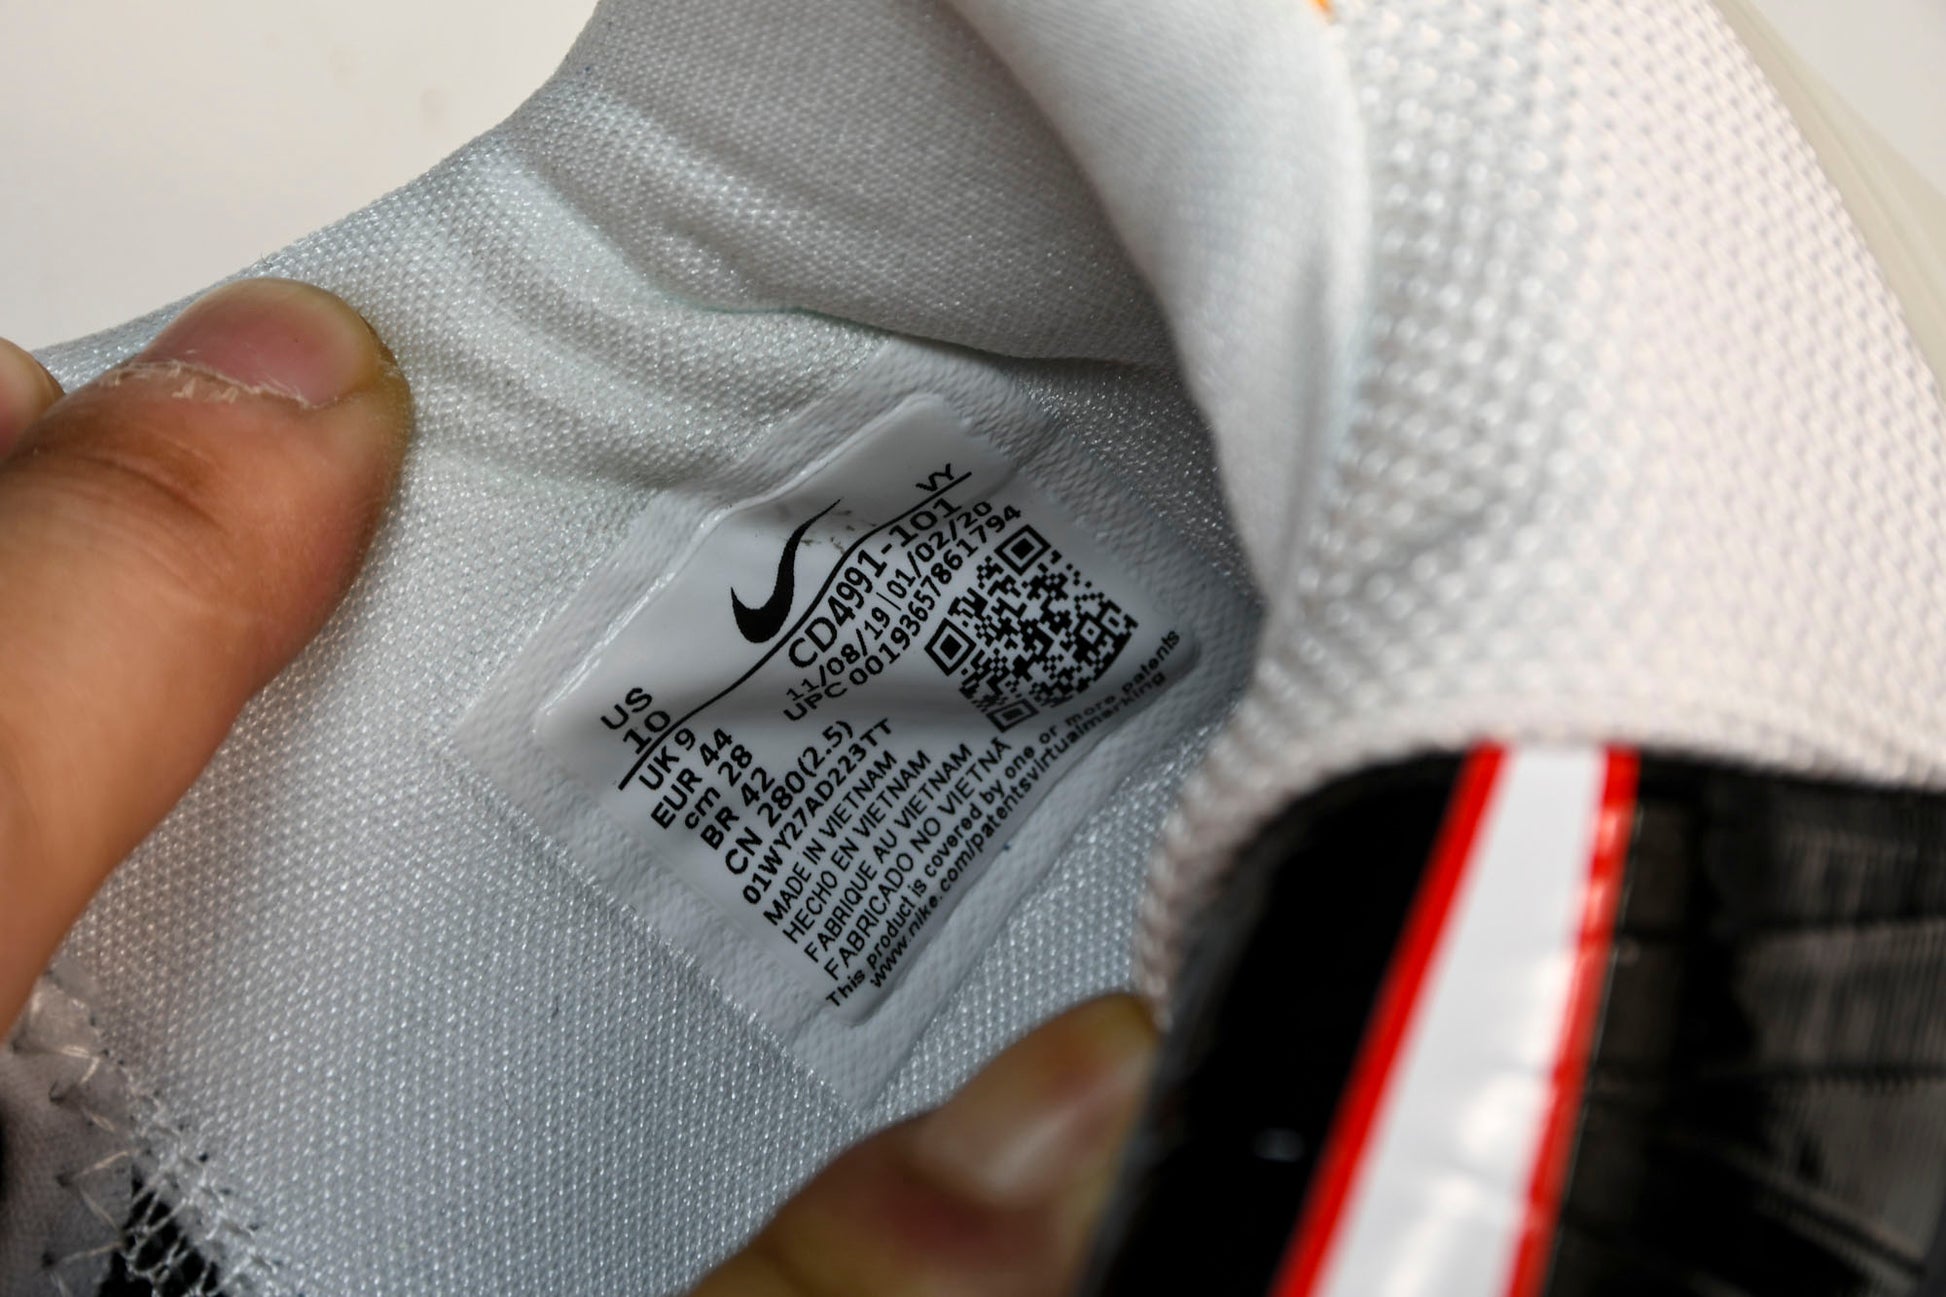 US
10
VY
CD4991-101
11/08/19|01/02/20
UPC 00193657861794
UK 9
EUR 44
cm 28
BR 42
CN 280(2.5)
01WY27AD223TT
MADE IN VIETNAM
HECHO EN VIETNAM
FABRIQUE AU VIETNAM
FABRICADO NO VIETNÃ
This product is covered by one or more patents
www.nike.com/patentsvirtualmarking